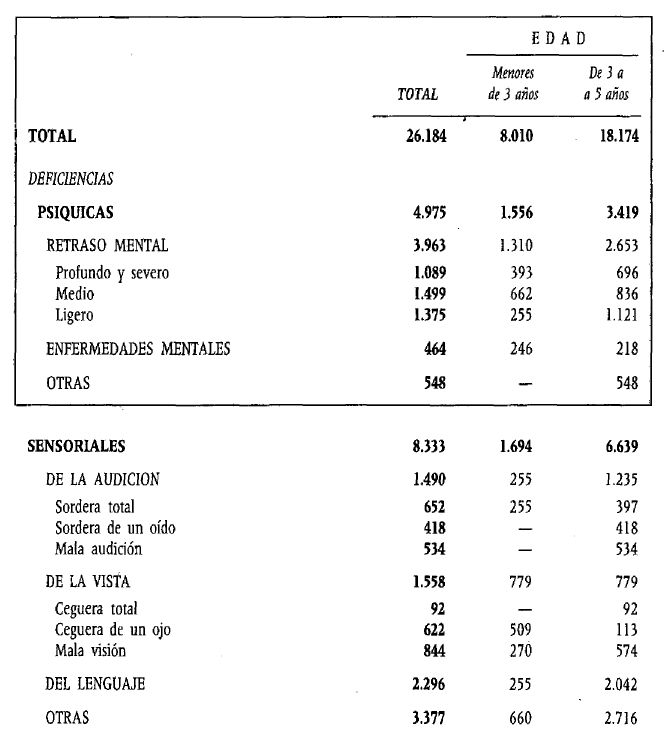 EDAD
Menores De 3 a
TOTAL de 3 años a 5 años
TOTAL 26.184 8.010 18.174
DEFICIENCIAS
PSIQUICAS 4.975 1.556 3.419
RETRASO MENTAL 3.963 1.310 2.653
Profundo y severo 1.089 393 696
Medio 1.499 662 836
Ligero 1.375 255 1.121
ENFERMEDADES MENTALES 464 246 218
OTRAS 548 — 548
SENSORIALES 8.333 1.694 6.639
DE LA AUDICION 1.490 255 1.235
Sordera total 652 255 397
Sordera de un oído 418 — 418
Mala audición 534 — 534
DE LA VISTA 1.558 779 779
Ceguera total 92 — 92
Ceguera de un ojo 622 509 113
Mala visión 844 270 574
DEL LENGUAJE 2.296 255 2.042
OTRAS 3.377 660 2.716